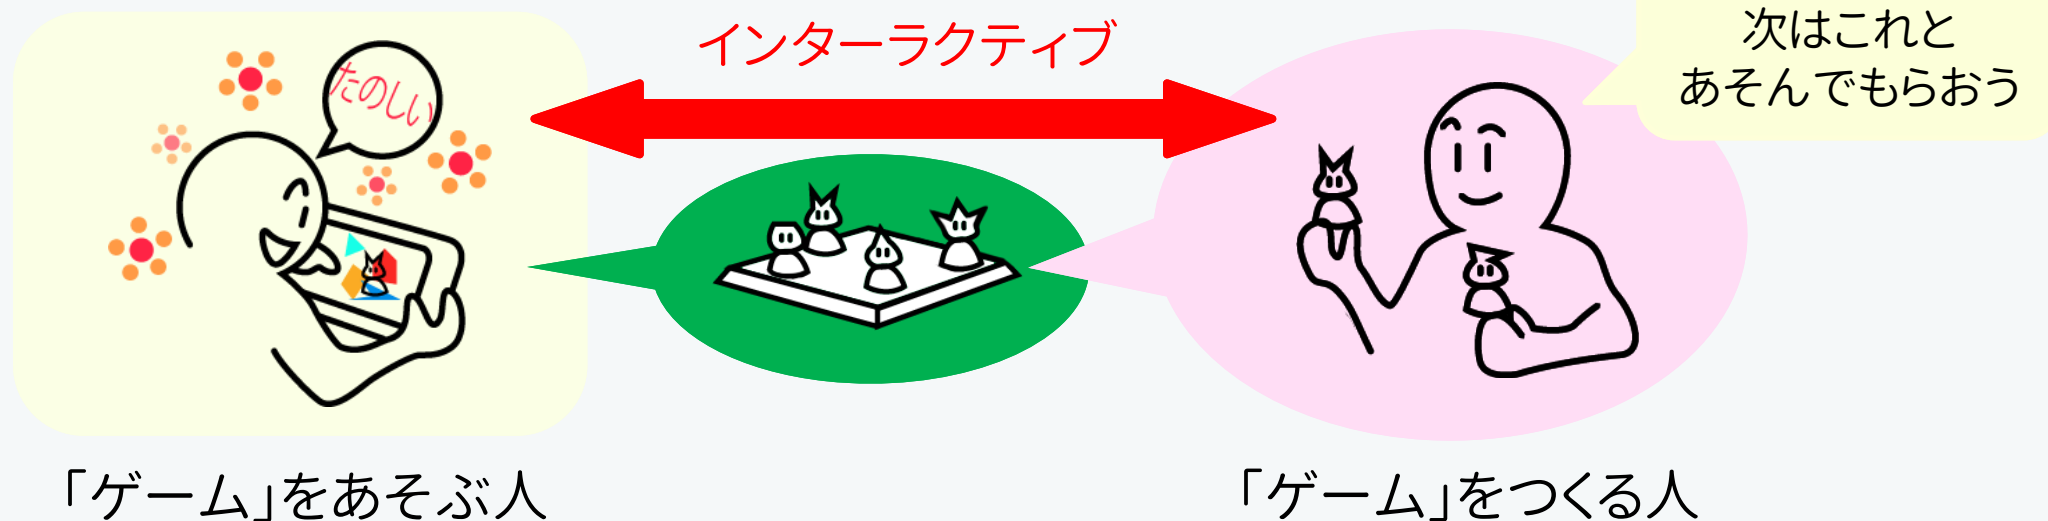 インターラクティブ
次はこれと
あそんでもらおう
たのしい
「ゲーム」をあそぶ人
「ゲーム」をつくる人